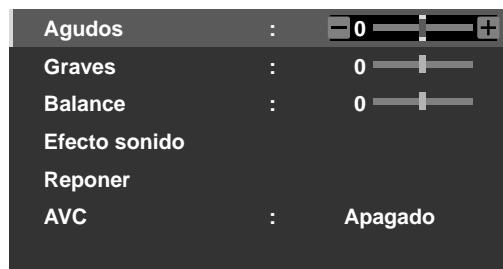 Agudos : 0
Graves : 0
Balance : 0
Efecto sonido
Reponer
AVC : Apagado